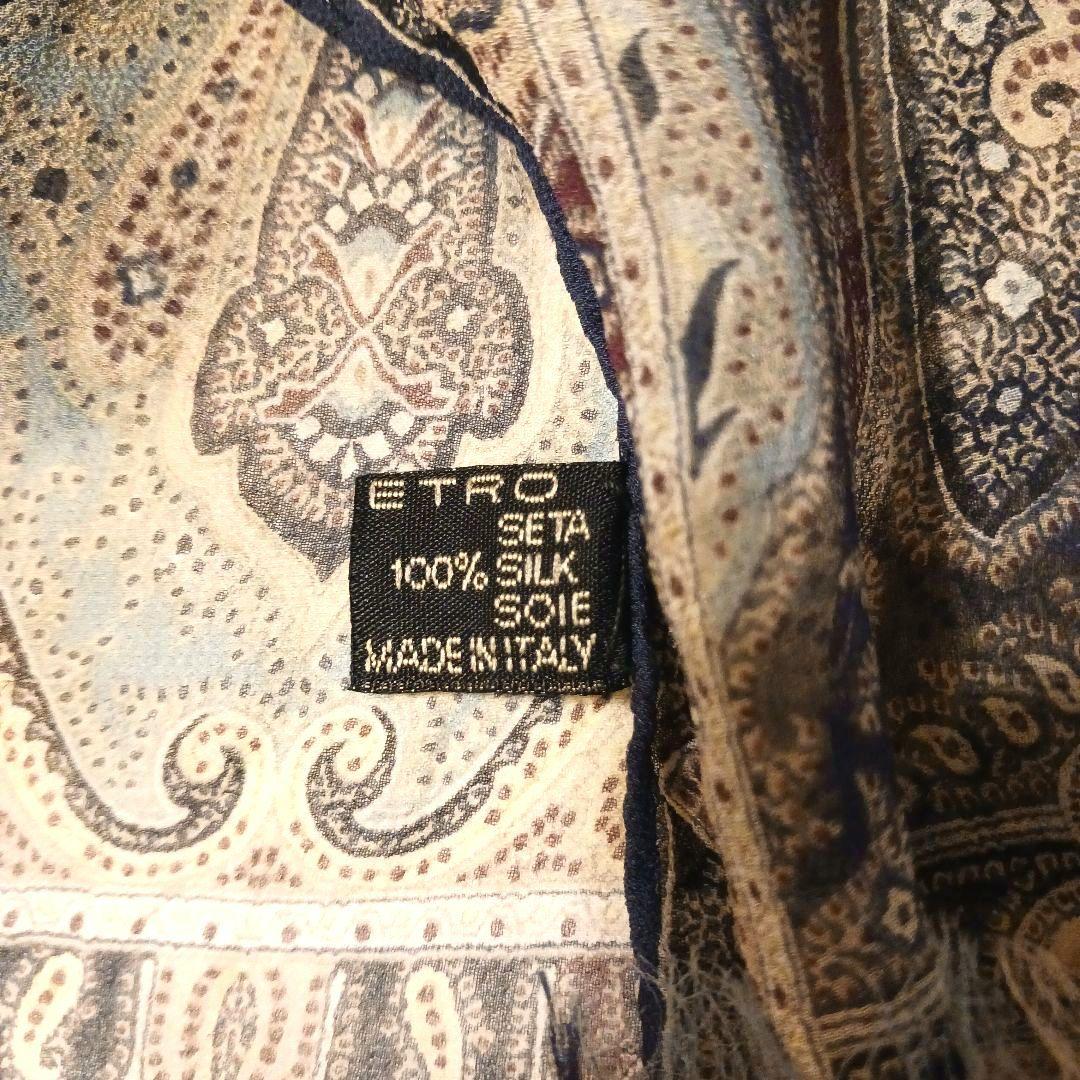 ETRO
SETA
100% SILK
SOIE
MADE IN ITALY